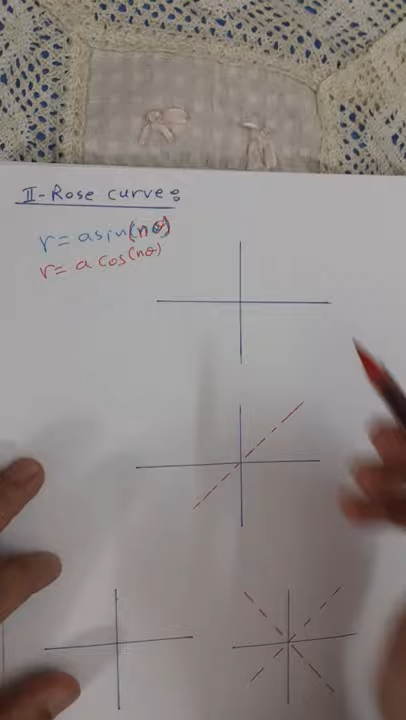 II-Rose curve:
r = a sin(nθ)
r = a cos(nθ)